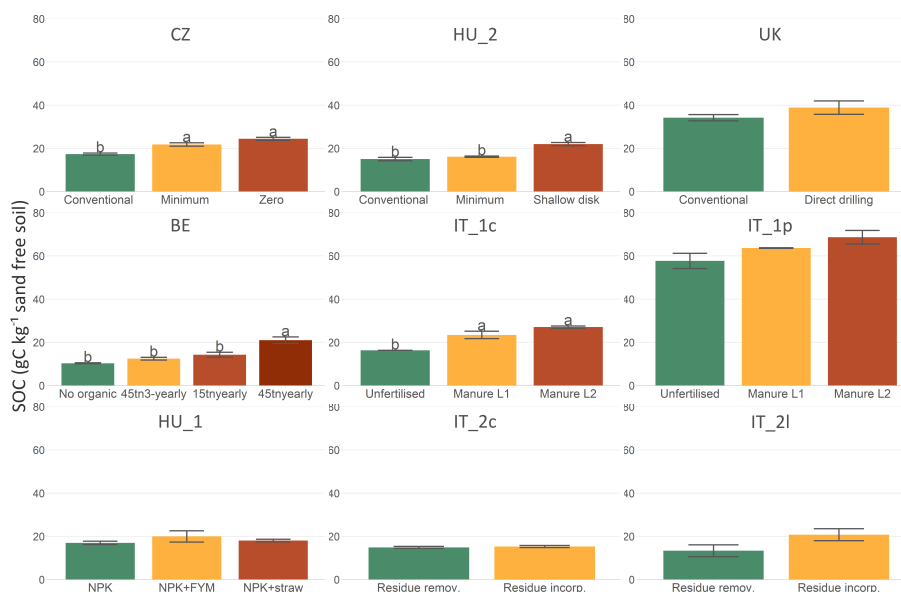 SOC (gC kg⁻¹ sand free soil)
CZ
80
60
40
20
0
b
a
a
Conventional
Minimum
Zero
HU_2
80
60
40
20
0
b
b
a
Conventional
Minimum
Shallow disk
UK
80
60
40
20
0
Conventional
Direct drilling
BE
80
60
40
20
0
b
b
b
a
No organic
45tn3-yearly
15tnyearly
45tnyearly
IT_1c
80
60
40
20
0
b
a
a
Unfertilised
Manure L1
Manure L2
IT_1p
80
60
40
20
0
Unfertilised
Manure L1
Manure L2
HU_1
80
60
40
20
0
NPK
NPK+FYM
NPK+straw
IT_2c
80
60
40
20
0
Residue remov.
Residue incorp.
IT_2l
80
60
40
20
0
Residue remov.
Residue incorp.